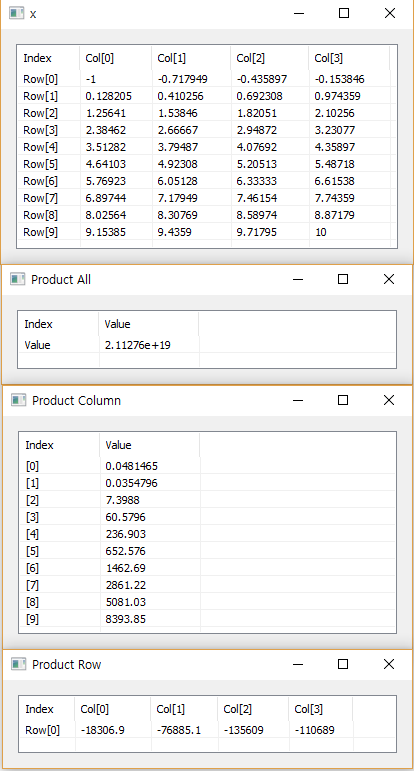 x
Index Col[0] Col[1] Col[2] Col[3]
Row[0] -1 -0.717949 -0.435897 -0.153846
Row[1] 0.128205 0.410256 0.692308 0.974359
Row[2] 1.25641 1.53846 1.82051 2.10256
Row[3] 2.38462 2.66667 2.94872 3.23077
Row[4] 3.51282 3.79487 4.07692 4.35897
Row[5] 4.64103 4.92308 5.20513 5.48718
Row[6] 5.76923 6.05128 6.33333 6.61538
Row[7] 6.89744 7.17949 7.46154 7.74359
Row[8] 8.02564 8.30769 8.58974 8.87179
Row[9] 9.15385 9.4359 9.71795 10
Product All
Index Value
Value 2.11276e+19
Product Column
Index Value
[0] 0.0481465
[1] 0.0354796
[2] 7.3988
[3] 60.5796
[4] 236.903
[5] 652.576
[6] 1462.69
[7] 2861.22
[8] 5081.03
[9] 8393.85
Product Row
Index Col[0] Col[1] Col[2] Col[3]
Row[0] -18306.9 -76885.1 -135609 -110689